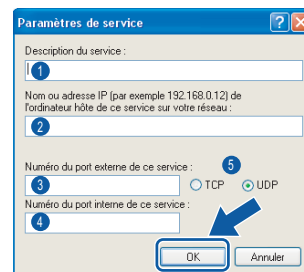 Paramètres de service
Description du service :
1
Nom ou adresse IP (par exemple 192.168.0.12) de
l'ordinateur hôte de ce service sur votre réseau :
2
Numéro du port externe de ce service : 5
3 TCP UDP
Numéro du port interne de ce service :
4
OK Annuler